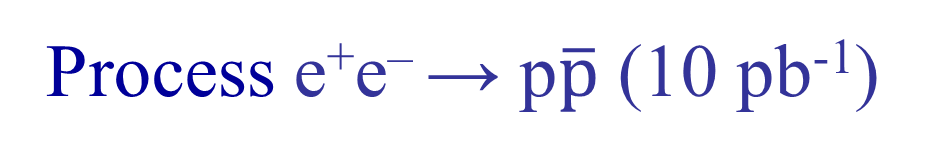 Process e⁺e⁻ → pp̅ (10 pb⁻¹)